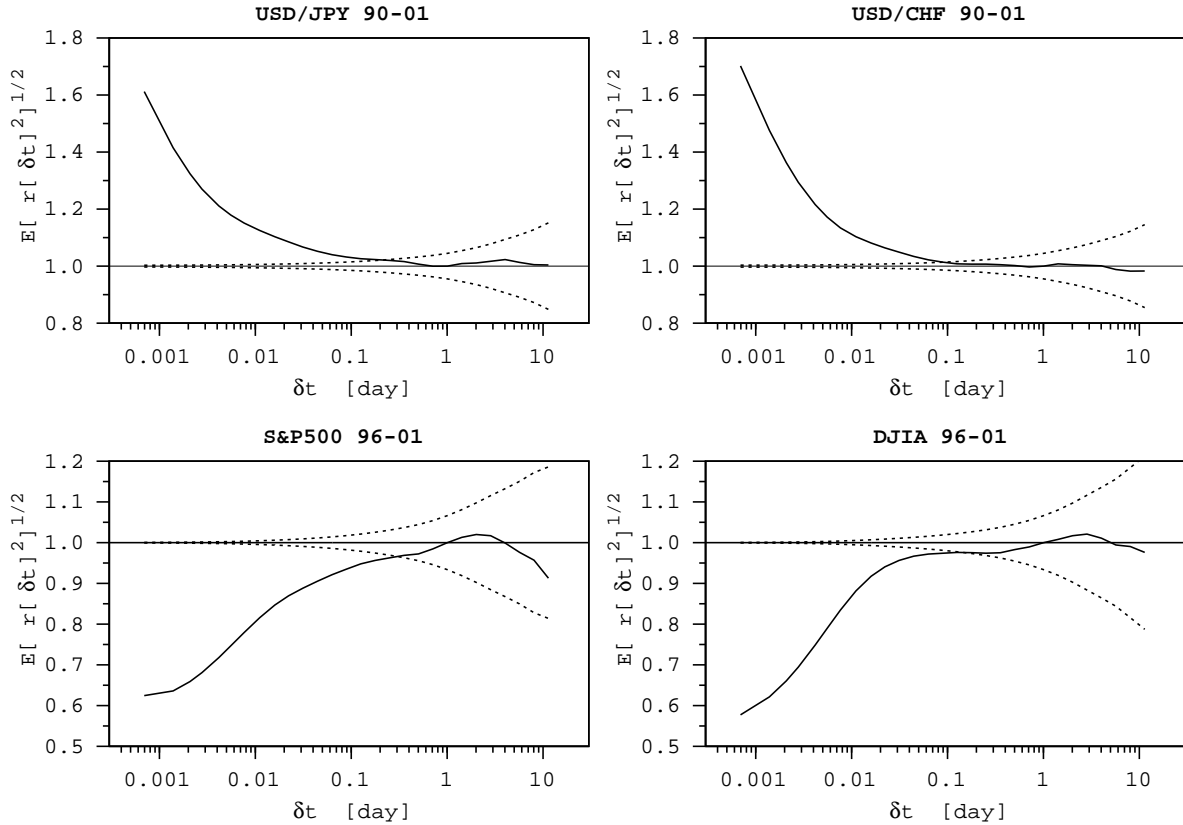 USD/JPY 90-01
E[ r[ δt]²]¹/²
1.8
1.6
1.4
1.2
1.0
0.8
0.001 0.01 0.1 1 10
δt [day]
USD/CHF 90-01
E[ r[ δt]²]¹/²
1.8
1.6
1.4
1.2
1.0
0.8
0.001 0.01 0.1 1 10
δt [day]
S&P500 96-01
E[ r[ δt]²]¹/²
1.2
1.1
1.0
0.9
0.8
0.7
0.6
0.5
0.001 0.01 0.1 1 10
δt [day]
DJIA 96-01
E[ r[ δt]²]¹/²
1.2
1.1
1.0
0.9
0.8
0.7
0.6
0.5
0.001 0.01 0.1 1 10
δt [day]